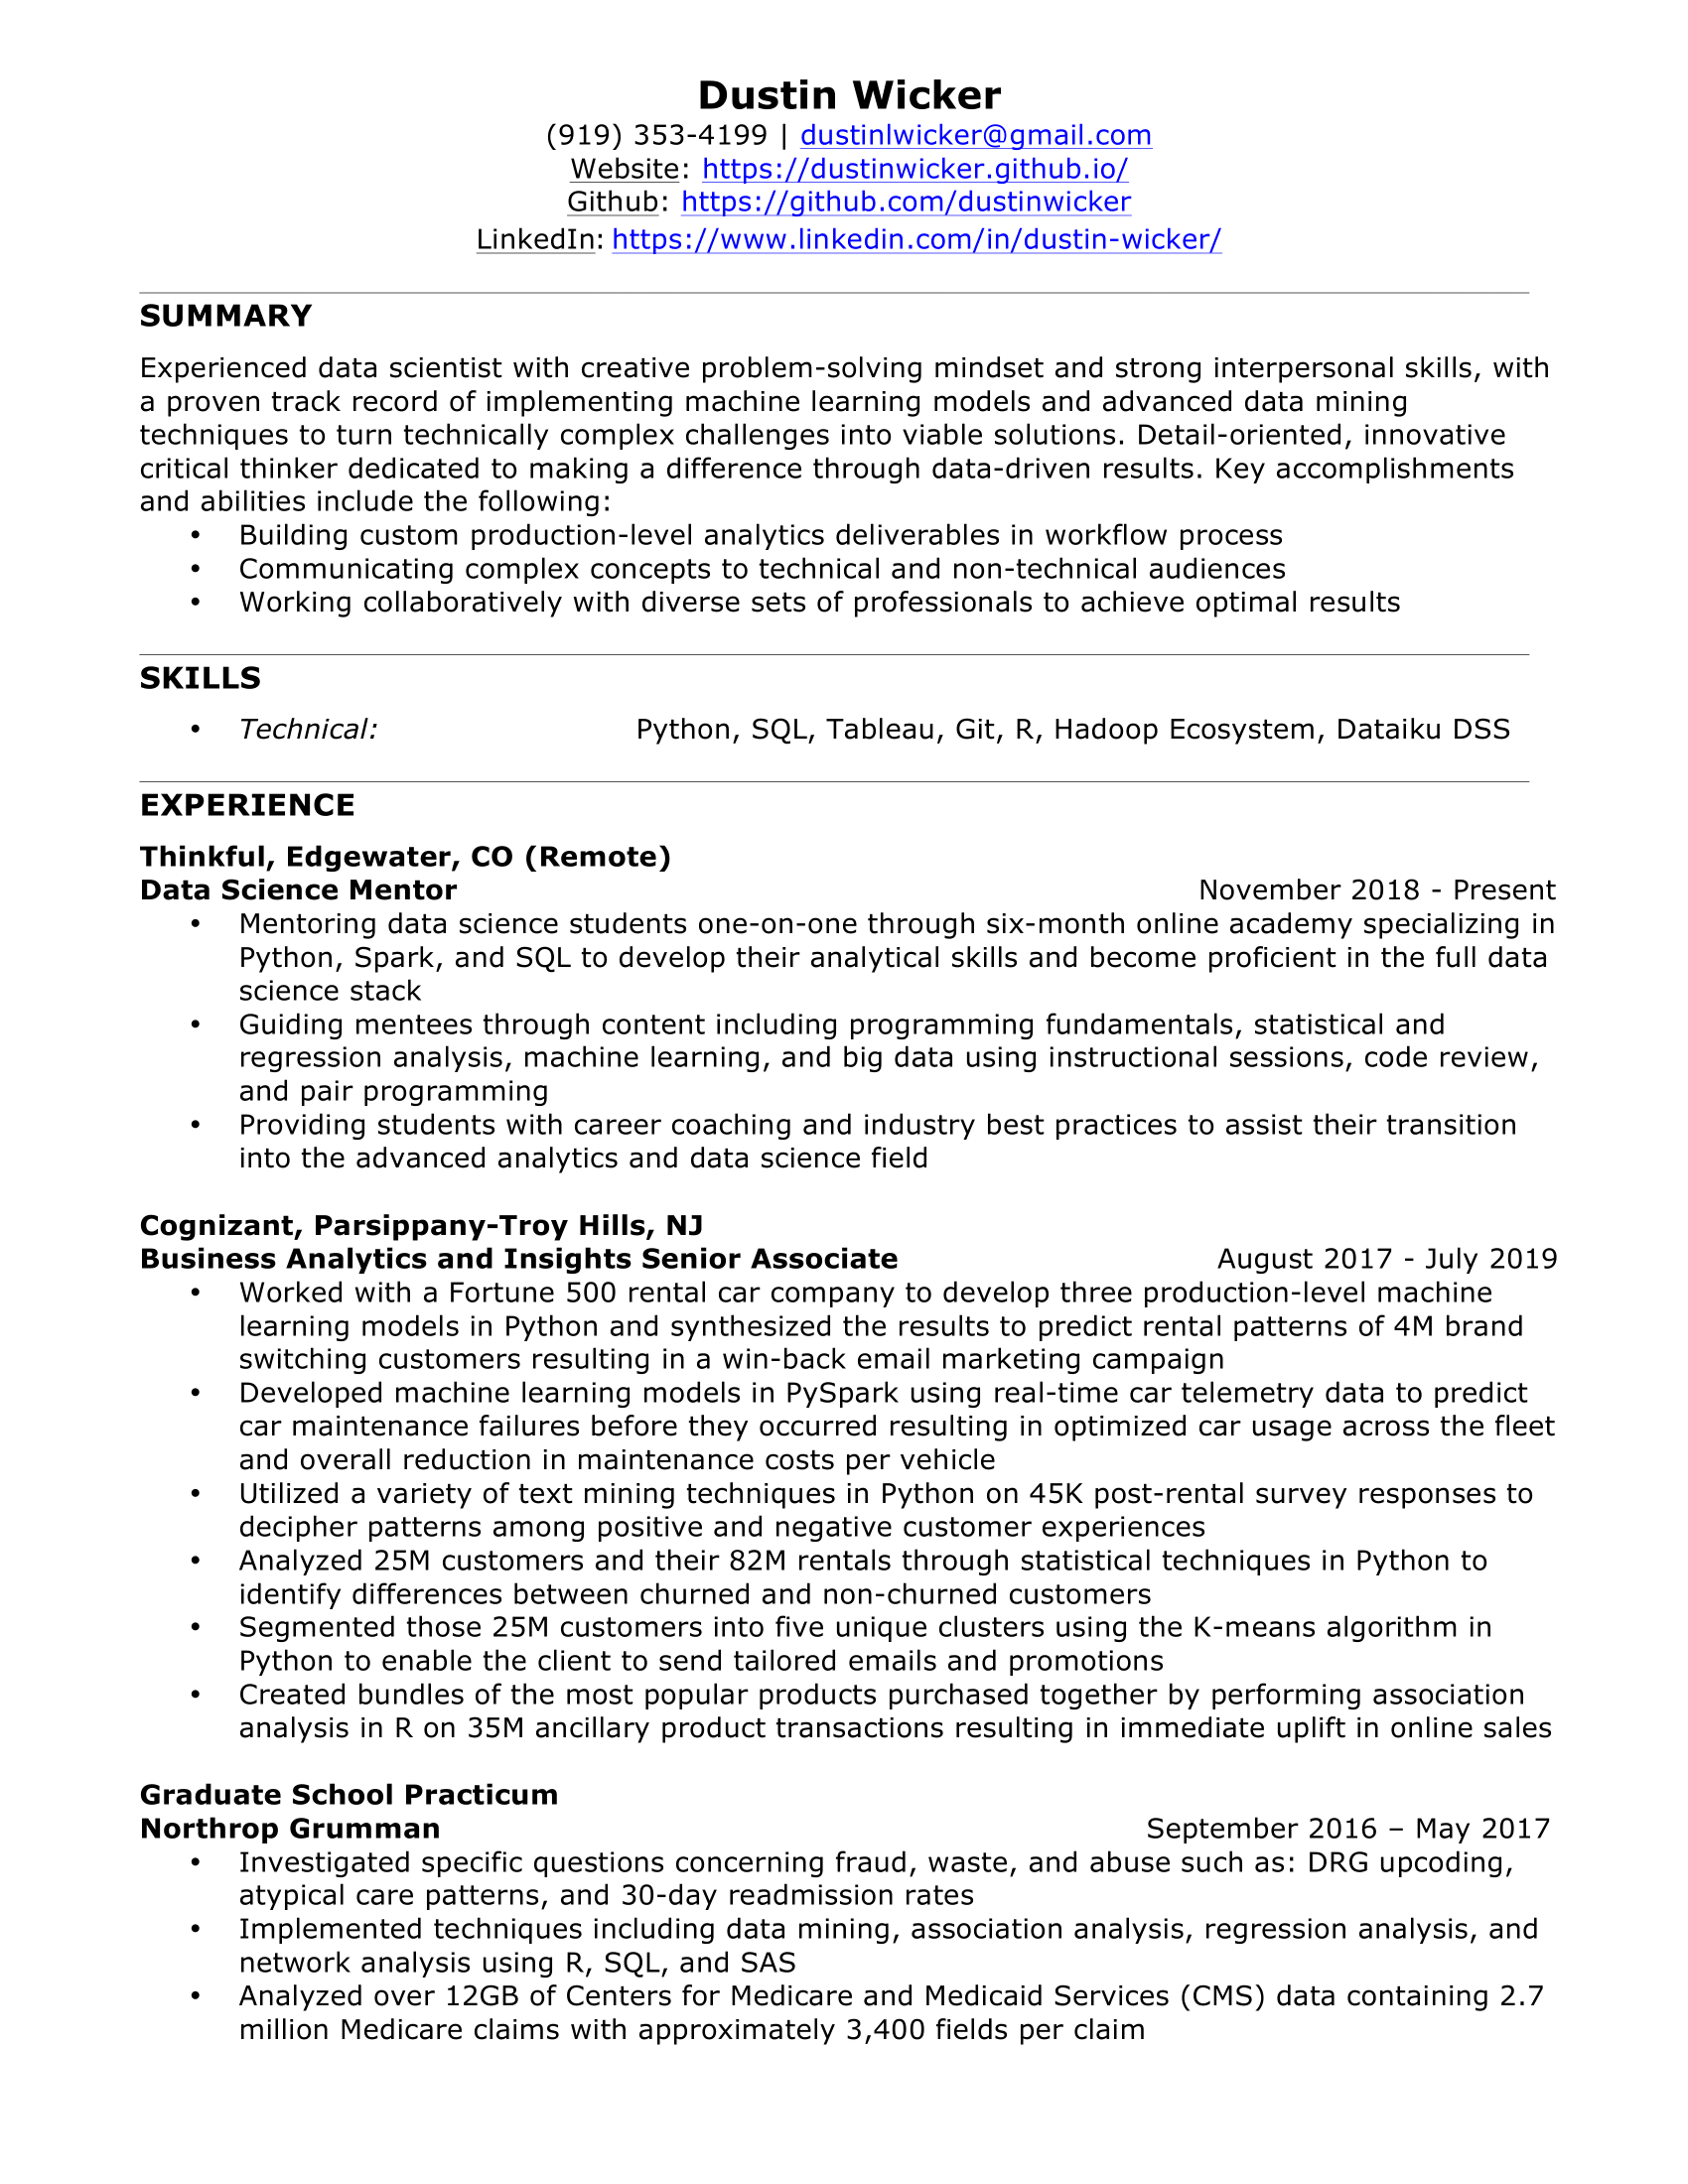 Dustin Wicker
(919) 353-4199 | dustinlwicker@gmail.com
Website: https://dustinwicker.github.io/
Github: https://github.com/dustinwicker
LinkedIn: https://www.linkedin.com/in/dustin-wicker/
SUMMARY
Experienced data scientist with creative problem-solving mindset and strong interpersonal skills, with
a proven track record of implementing machine learning models and advanced data mining
techniques to turn technically complex challenges into viable solutions. Detail-oriented, innovative
critical thinker dedicated to making a difference through data-driven results. Key accomplishments
and abilities include the following:
• Building custom production-level analytics deliverables in workflow process
• Communicating complex concepts to technical and non-technical audiences
• Working collaboratively with diverse sets of professionals to achieve optimal results
SKILLS
• Technical: Python, SQL, Tableau, Git, R, Hadoop Ecosystem, Dataiku DSS
EXPERIENCE
Thinkful, Edgewater, CO (Remote)
Data Science Mentor November 2018 - Present
• Mentoring data science students one-on-one through six-month online academy specializing in
Python, Spark, and SQL to develop their analytical skills and become proficient in the full data
science stack
• Guiding mentees through content including programming fundamentals, statistical and
regression analysis, machine learning, and big data using instructional sessions, code review,
and pair programming
• Providing students with career coaching and industry best practices to assist their transition
into the advanced analytics and data science field
Cognizant, Parsippany-Troy Hills, NJ
Business Analytics and Insights Senior Associate August 2017 - July 2019
• Worked with a Fortune 500 rental car company to develop three production-level machine
learning models in Python and synthesized the results to predict rental patterns of 4M brand
switching customers resulting in a win-back email marketing campaign
• Developed machine learning models in PySpark using real-time car telemetry data to predict
car maintenance failures before they occurred resulting in optimized car usage across the fleet
and overall reduction in maintenance costs per vehicle
• Utilized a variety of text mining techniques in Python on 45K post-rental survey responses to
decipher patterns among positive and negative customer experiences
• Analyzed 25M customers and their 82M rentals through statistical techniques in Python to
identify differences between churned and non-churned customers
• Segmented those 25M customers into five unique clusters using the K-means algorithm in
Python to enable the client to send tailored emails and promotions
• Created bundles of the most popular products purchased together by performing association
analysis in R on 35M ancillary product transactions resulting in immediate uplift in online sales
Graduate School Practicum
Northrop Grumman September 2016 – May 2017
• Investigated specific questions concerning fraud, waste, and abuse such as: DRG upcoding,
atypical care patterns, and 30-day readmission rates
• Implemented techniques including data mining, association analysis, regression analysis, and
network analysis using R, SQL, and SAS
• Analyzed over 12GB of Centers for Medicare and Medicaid Services (CMS) data containing 2.7
million Medicare claims with approximately 3,400 fields per claim